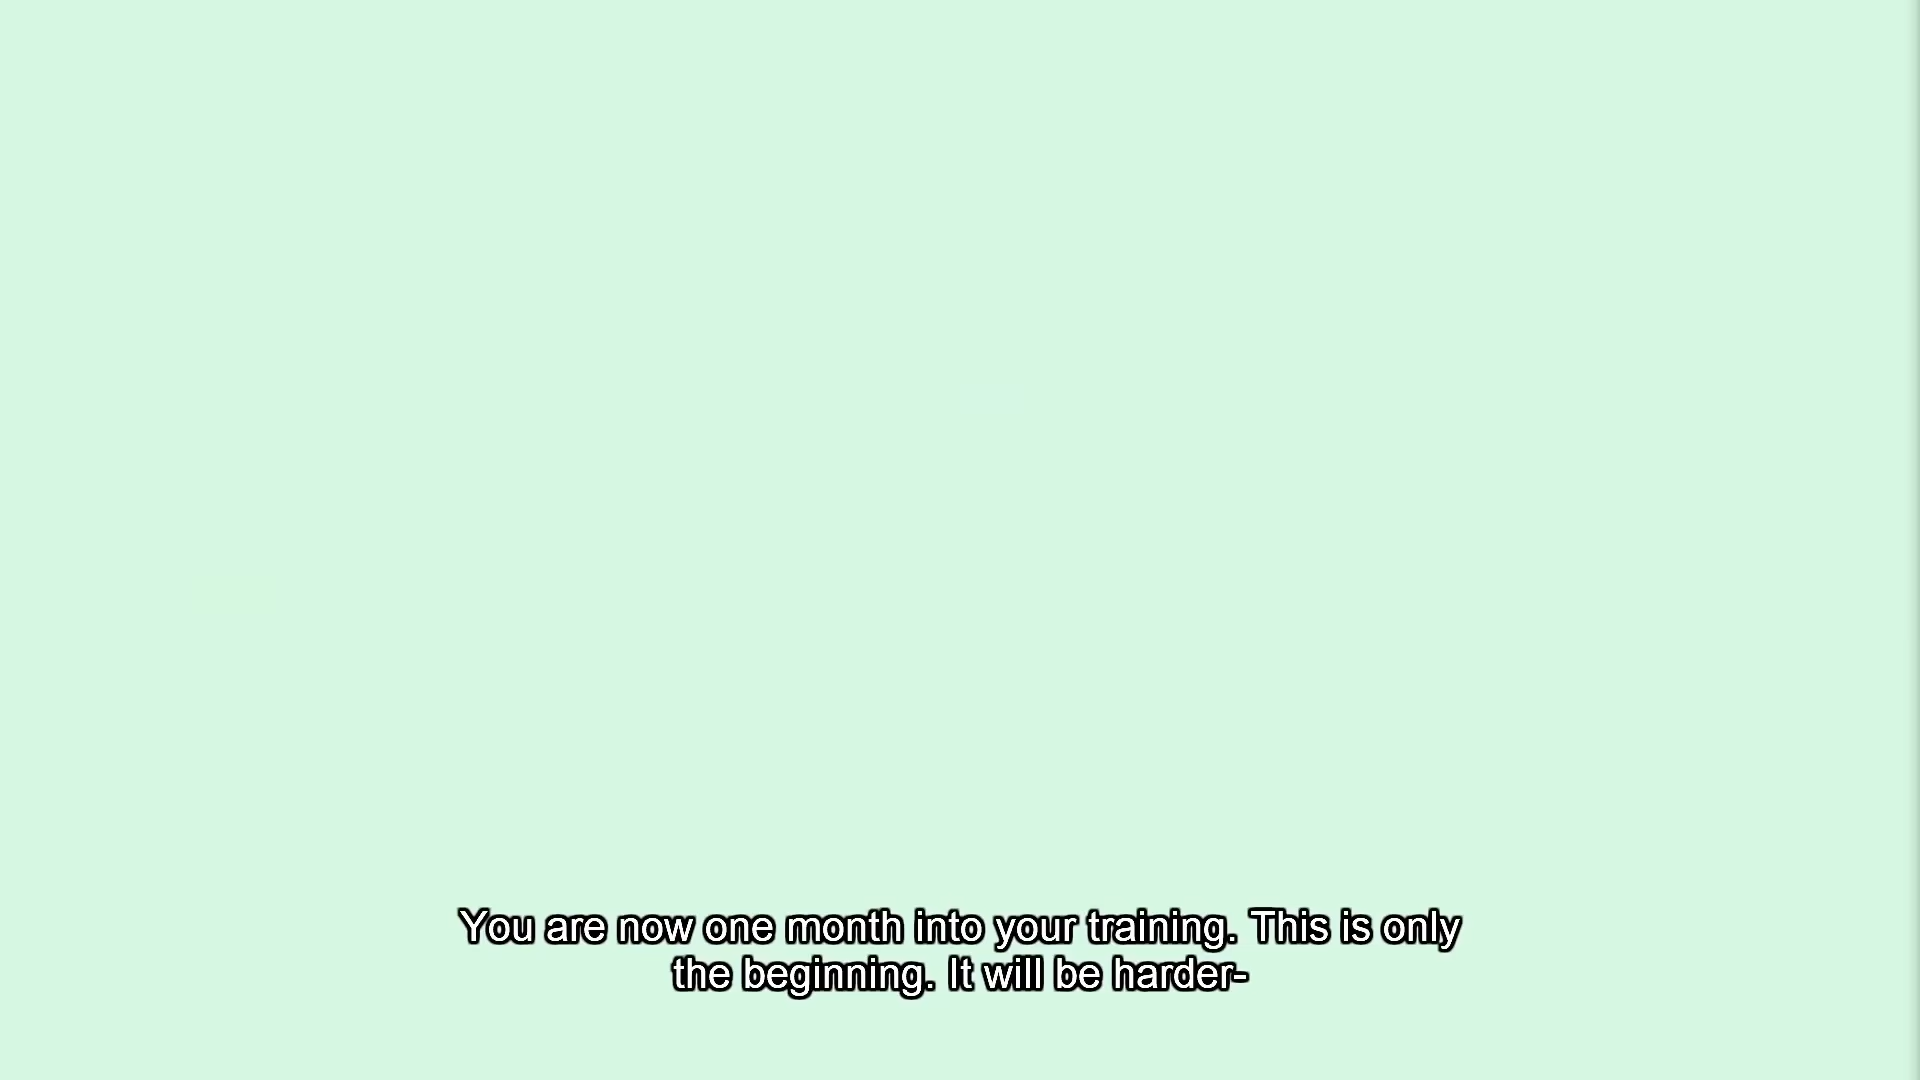 You are now one month into your training. This is only
the beginning. It will be harder-